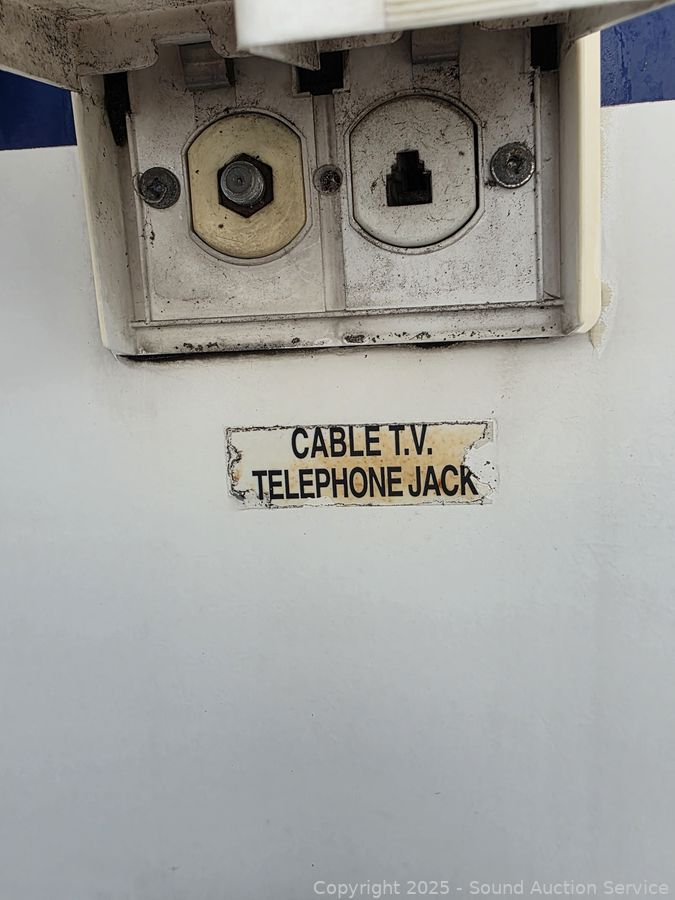 CABLE T.V.
TELEPHONE JACK
Copyright 2025 - Sound Auction Service